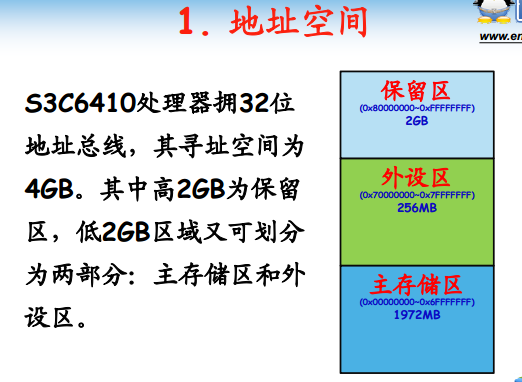 1. 地址空间
www.en
S3C6410处理器拥32位
地址总线，其寻址空间为
4GB。其中高2GB为保留
区，低2GB区域又可划分
为两部分：主存储区和外
设区。
保留区
(0x80000000~0xFFFFFFFF)
2GB
外设区
(0x70000000~0x7FFFFFFF)
256MB
主存储区
(0x00000000~0x6FFFFFFF)
1972MB